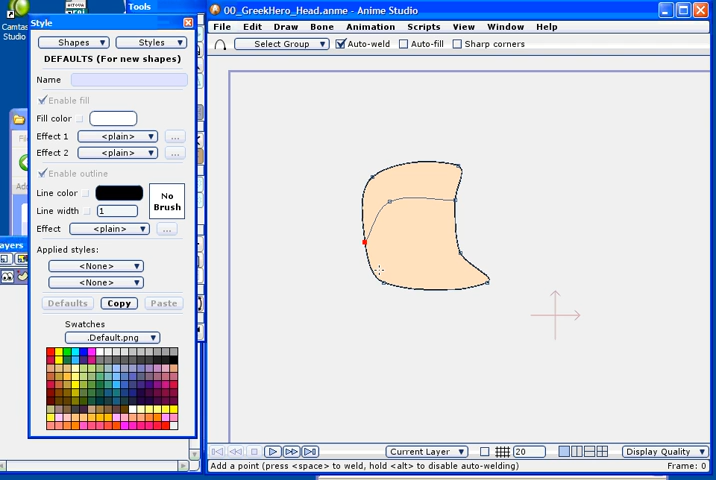 Camtas
Studio
arrow
Tools
Style
Shapes
Styles
DEFAULTS (For new shapes)
Name
Enable fill
Fill color
Effect 1
<plain>
...
Effect 2
<plain>
...
Enable outline
Line color
No
Brush
Line width
1
Effect
<plain>
...
Applied styles:
<None>
<None>
Defaults
Copy
Paste
Swatches
.Default.png
ayers
00_GreekHero_Head.anme - Anime Studio
File Edit Draw Bone Animation Scripts View Window Help
Select Group Auto-weld Auto-fill Sharp corners
Current Layer 20 Display Quality
Add a point (press <space> to weld, hold <alt> to disable auto-welding) Frame: 0